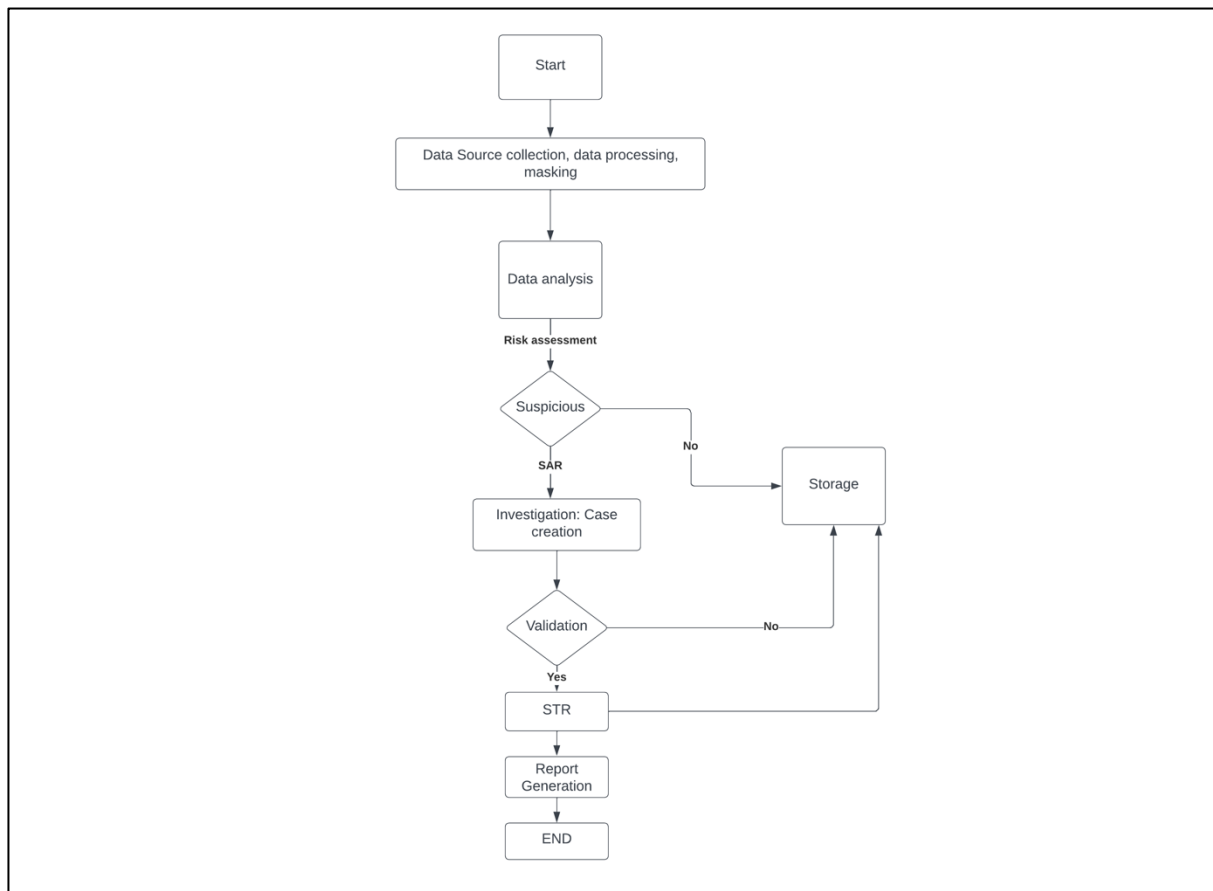 Start
Data Source collection, data processing,
masking
Data analysis
Risk assessment
Suspicious
No
SAR
Storage
Investigation: Case
creation
Validation
No
Yes
STR
Report
Generation
END